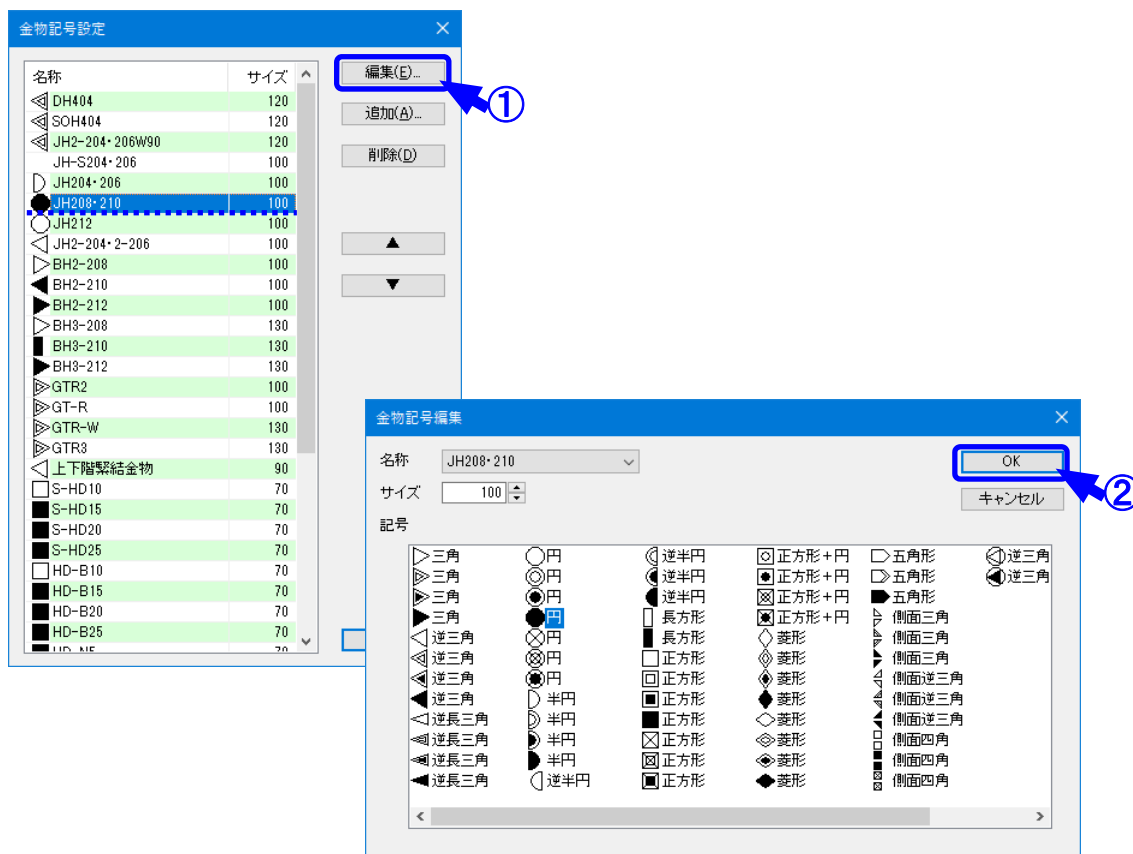 金物記号設定
名称 サイズ
DH404 120
SOH404 120
JH2-204・206W90 120
JH-S204・206 100
JH204・206 100
JH208・210 100
JH212 100
JH2-204・2-206 100
BH2-208 100
BH2-210 100
BH2-212 100
BH3-208 130
BH3-210 130
BH3-212 130
GTR2 100
GT-R 100
GTR-W 130
GTR3 130
上下階緊結金物 90
S-HD10 70
S-HD15 70
S-HD20 70
S-HD25 70
HD-B10 70
HD-B15 70
HD-B20 70
HD-B25 70
編集(E)...
①
追加(A)...
削除(D)
▲
▼
金物記号編集
名称 JH208・210
OK
②
サイズ 100
キャンセル
記号
三角 円 逆半円 正方形+円 五角形 逆三角
三角 円 逆半円 正方形+円 五角形 逆三角
三角 円 逆半円 正方形+円 五角形
三角 円 長方形 正方形+円 側面三角
逆三角 円 長方形 菱形 側面三角
逆三角 円 正方形 菱形 側面三角
逆三角 円 正方形 菱形 側面逆三角
逆三角 半円 正方形 菱形 側面逆三角
逆長三角 半円 正方形 菱形 側面逆三角
逆長三角 半円 正方形 菱形 側面四角
逆長三角 半円 正方形 菱形 側面四角
逆長三角 逆半円 正方形 菱形 側面四角